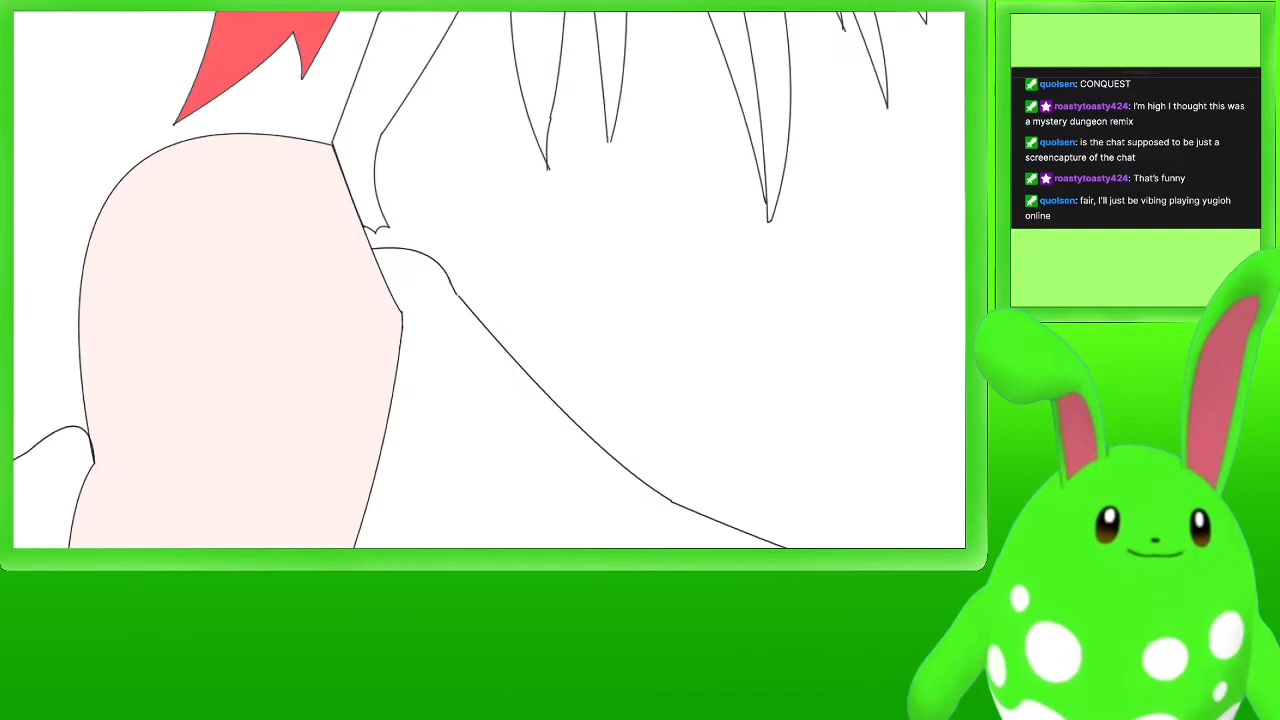 quolsen: CONQUEST
roastytoasty424: I'm high I thought this was
a mystery dungeon remix
quolsen: is the chat supposed to be just a
screencapture of the chat
roastytoasty424: That's funny
quolsen: fair, I'll just be vibing playing yugioh
online